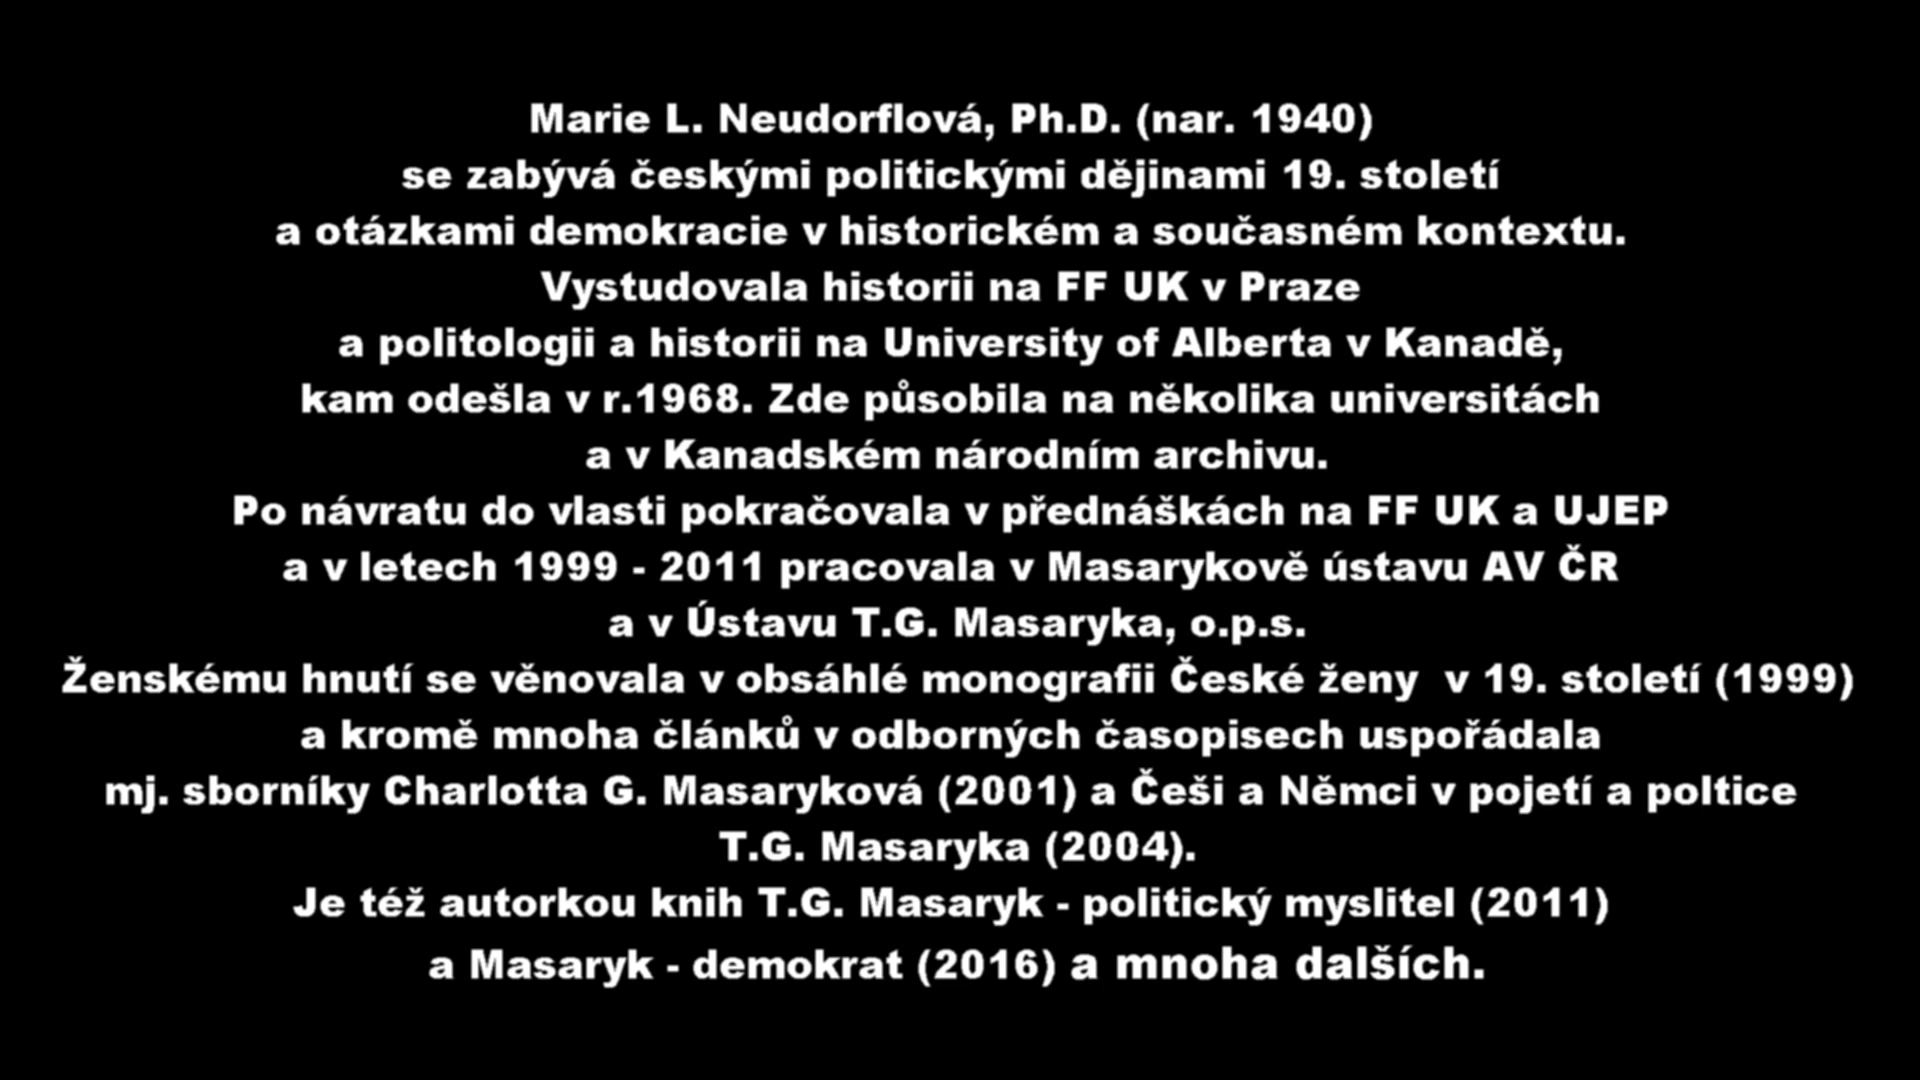 Marie L. Neudorflová, Ph.D. (nar. 1940)
se zabývá českými politickými dějinami 19. století
a otázkami demokracie v historickém a současném kontextu.
Vystudovala historii na FF UK v Praze
a politologii a historii na University of Alberta v Kanadě,
kam odešla v r.1968. Zde působila na několika universitách
a v Kanadském národním archivu.
Po návratu do vlasti pokračovala v přednáškách na FF UK a UJEP
a v letech 1999 - 2011 pracovala v Masarykově ústavu AV ČR
a v Ústavu T.G. Masaryka, o.p.s.
Ženskému hnutí se věnovala v obsáhlé monografii České ženy  v 19. století (1999)
a kromě mnoha článků v odborných časopisech uspořádala
mj. sborníky Charlotta G. Masaryková (2001) a Češi a Němci v pojetí a poltice
T.G. Masaryka (2004).
Je též autorkou knih T.G. Masaryk - politický myslitel (2011)
a Masaryk - demokrat (2016) a mnoha dalších.